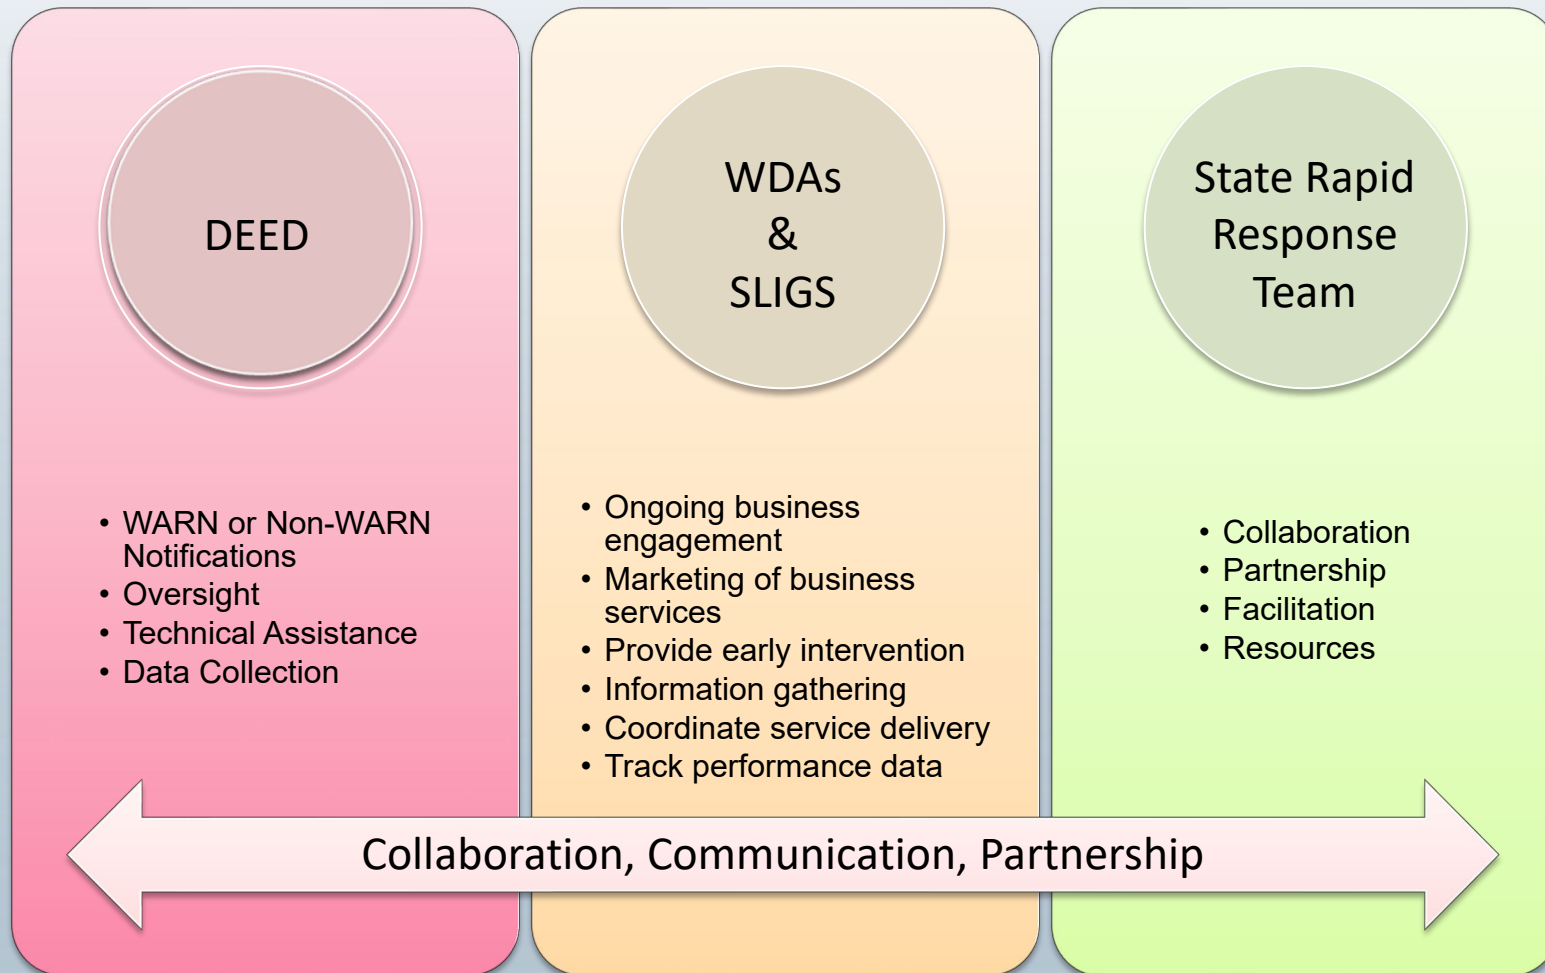 DEED
• WARN or Non-WARN
Notifications
• Oversight
• Technical Assistance
• Data Collection
WDAs
&
SLIGS
• Ongoing business
engagement
• Marketing of business
services
• Provide early intervention
• Information gathering
• Coordinate service delivery
• Track performance data
State Rapid
Response
Team
• Collaboration
• Partnership
• Facilitation
• Resources
Collaboration, Communication, Partnership